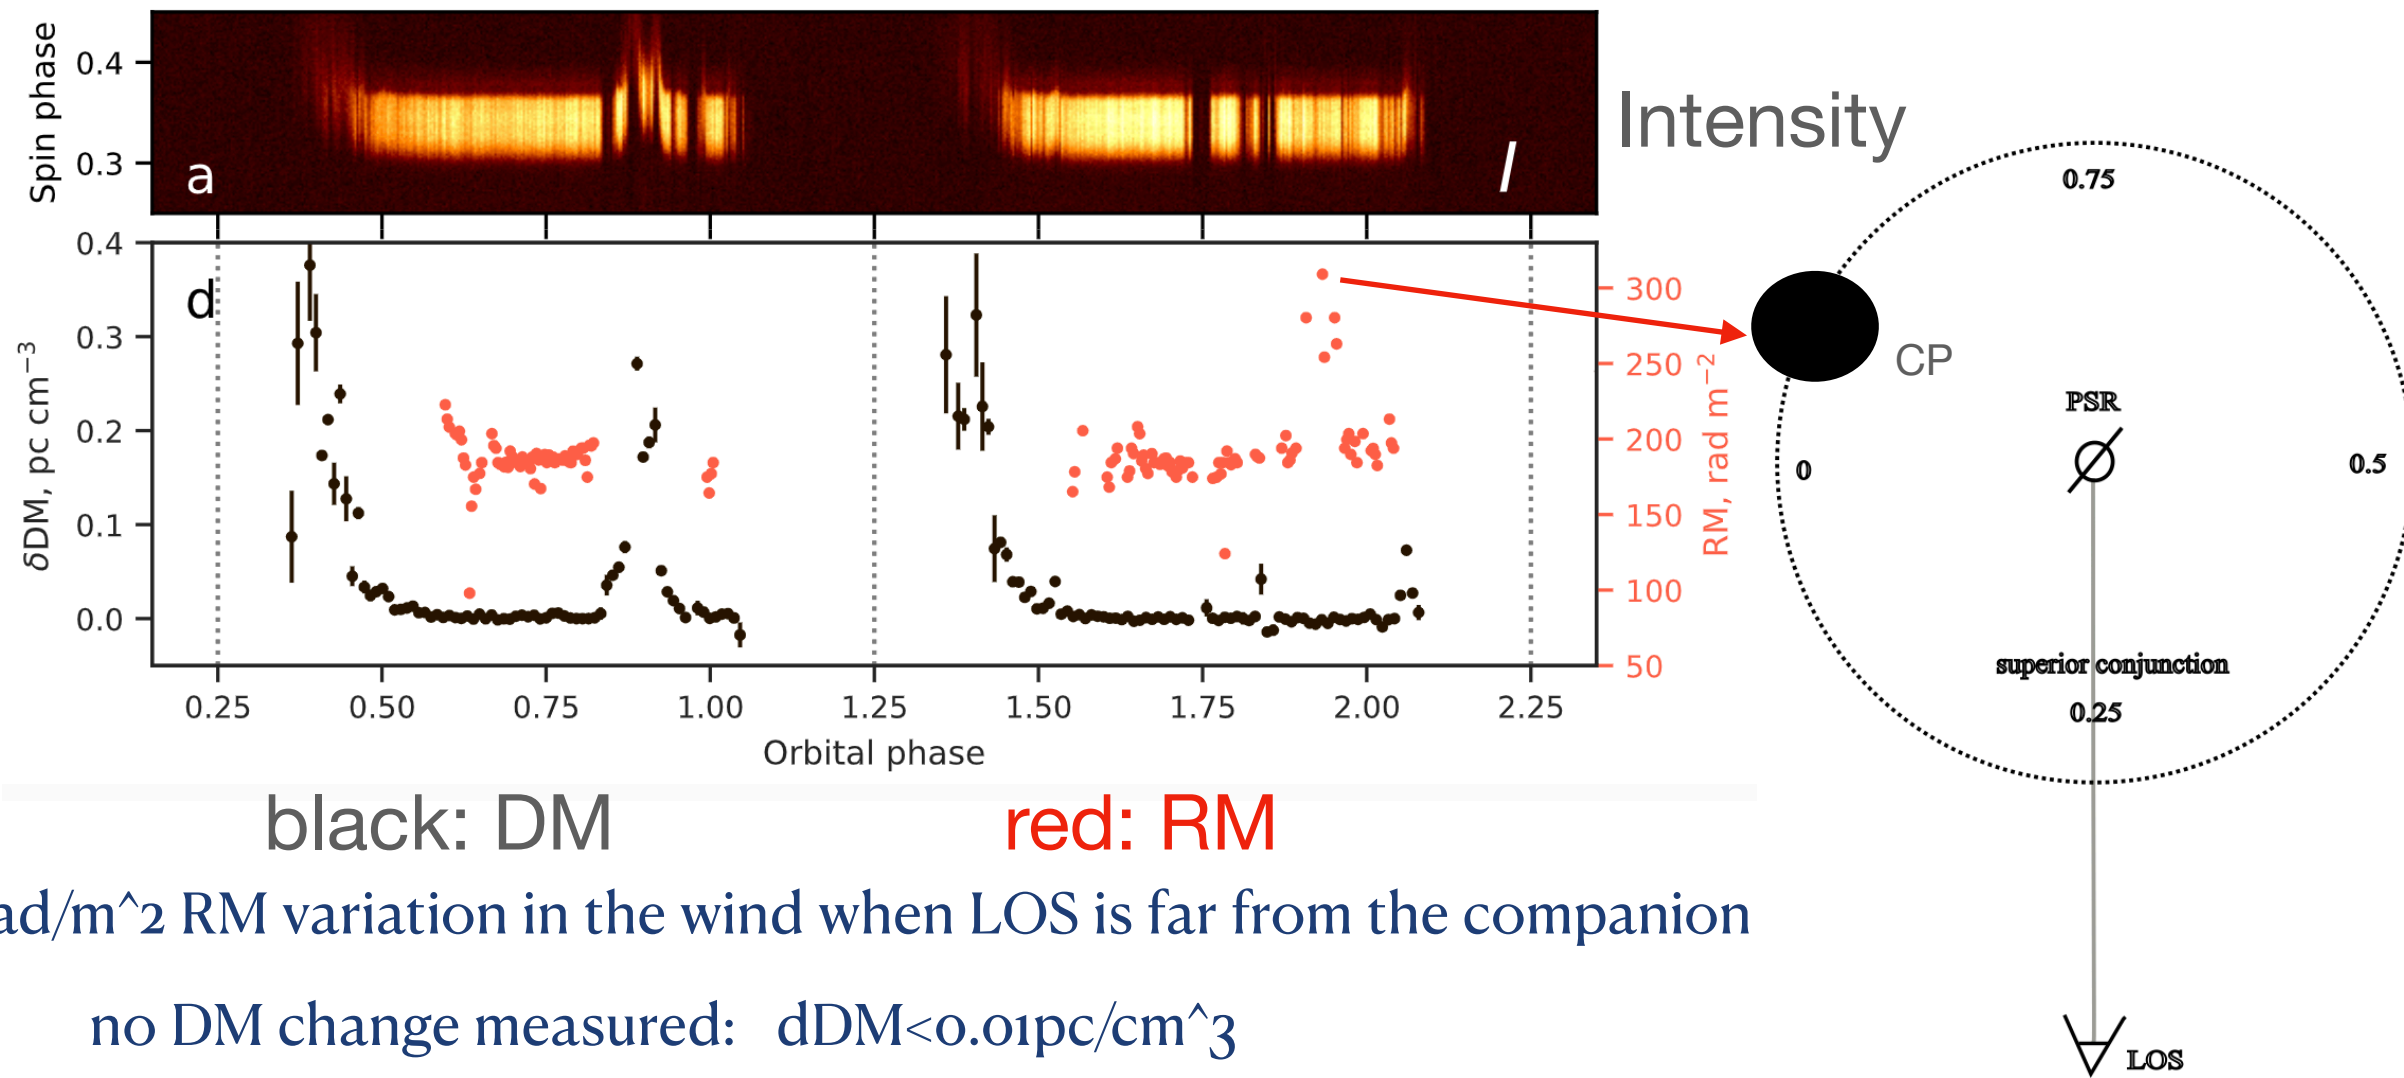 Spin phase
0.4
0.3
a
I
Intensity
δDM, pc cm⁻³
0.4
0.3
0.2
0.1
0.0
d
300
250
200
150
100
50
RM, rad m⁻²
0.25 0.50 0.75 1.00 1.25 1.50 1.75 2.00 2.25
Orbital phase
0.75
CP
PSR
0
0.5
superior conjunction
0.25
LOS
black: DM
red: RM
RM variation in the wind when LOS is far from the companion
no DM change measured: dDM<0.01pc/cm^3